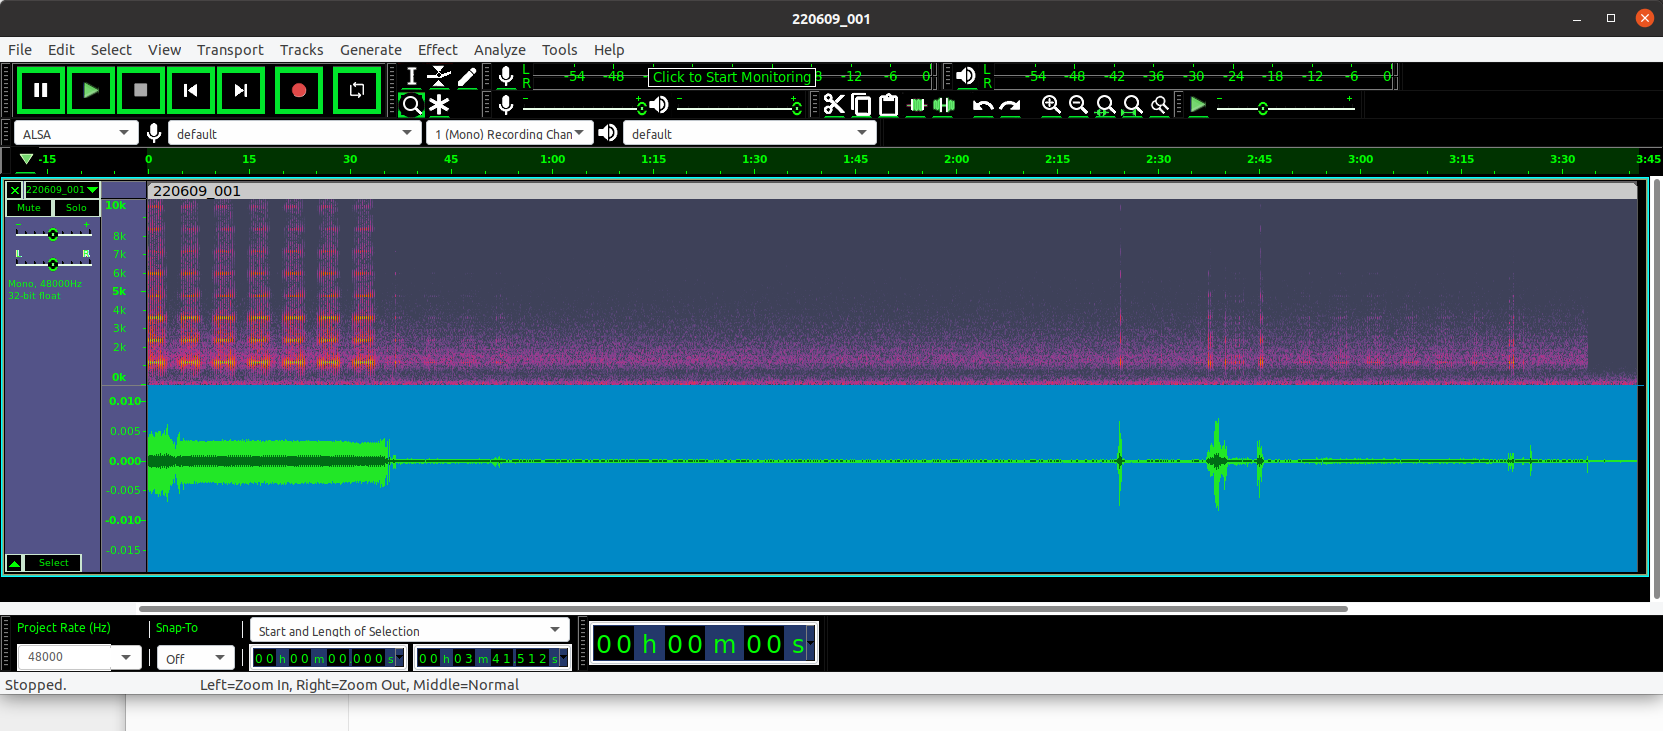 220609_001
File Edit Select View Transport Tracks Generate Effect Analyze Tools Help
L R -54 -48 Click to Start Monitoring 8 -12 -6 0 L R -54 -48 -42 -36 -30 -24 -18 -12 -6 0
- + - + - +
ALSA default 1 (Mono) Recording Chan default
-15 0 15 30 45 1:00 1:15 1:30 1:45 2:00 2:15 2:30 2:45 3:00 3:15 3:30 3:45
220609_001 220609_001
Mute Solo 10k
- + 8k
L R 7k
6k
Mono, 48000Hz
32-bit float
5k
4k
3k
2k
0k
0.010
0.005
0.000
-0.005
-0.010
-0.015
Select
Project Rate (Hz) Snap-To Start and Length of Selection
48000 Off 00h00m00.000s 00h03m41.512s 00h00m00s
Stopped. Left=Zoom In, Right=Zoom Out, Middle=Normal